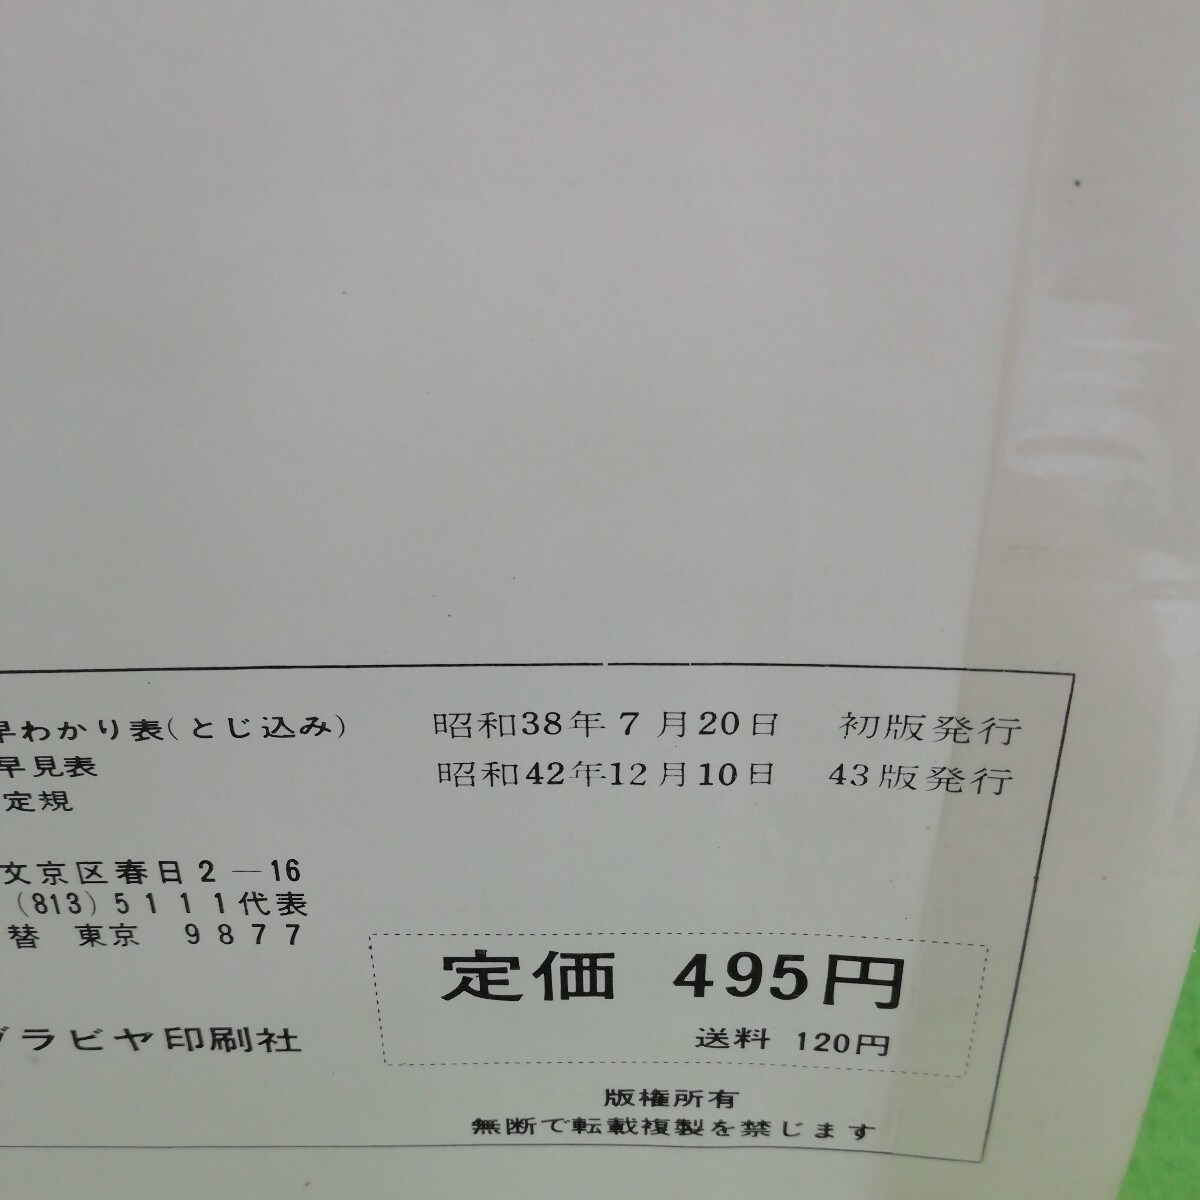 早わかり表(とじ込み)
早見表
定規
文京区春日2－16
(813)5111代表
替 東京 9877
グラビヤ印刷社
昭和38年7月20日 初版発行
昭和42年12月10日 43版発行
定価 495円
送料 120円
版権所有
無断で転載複製を禁じます